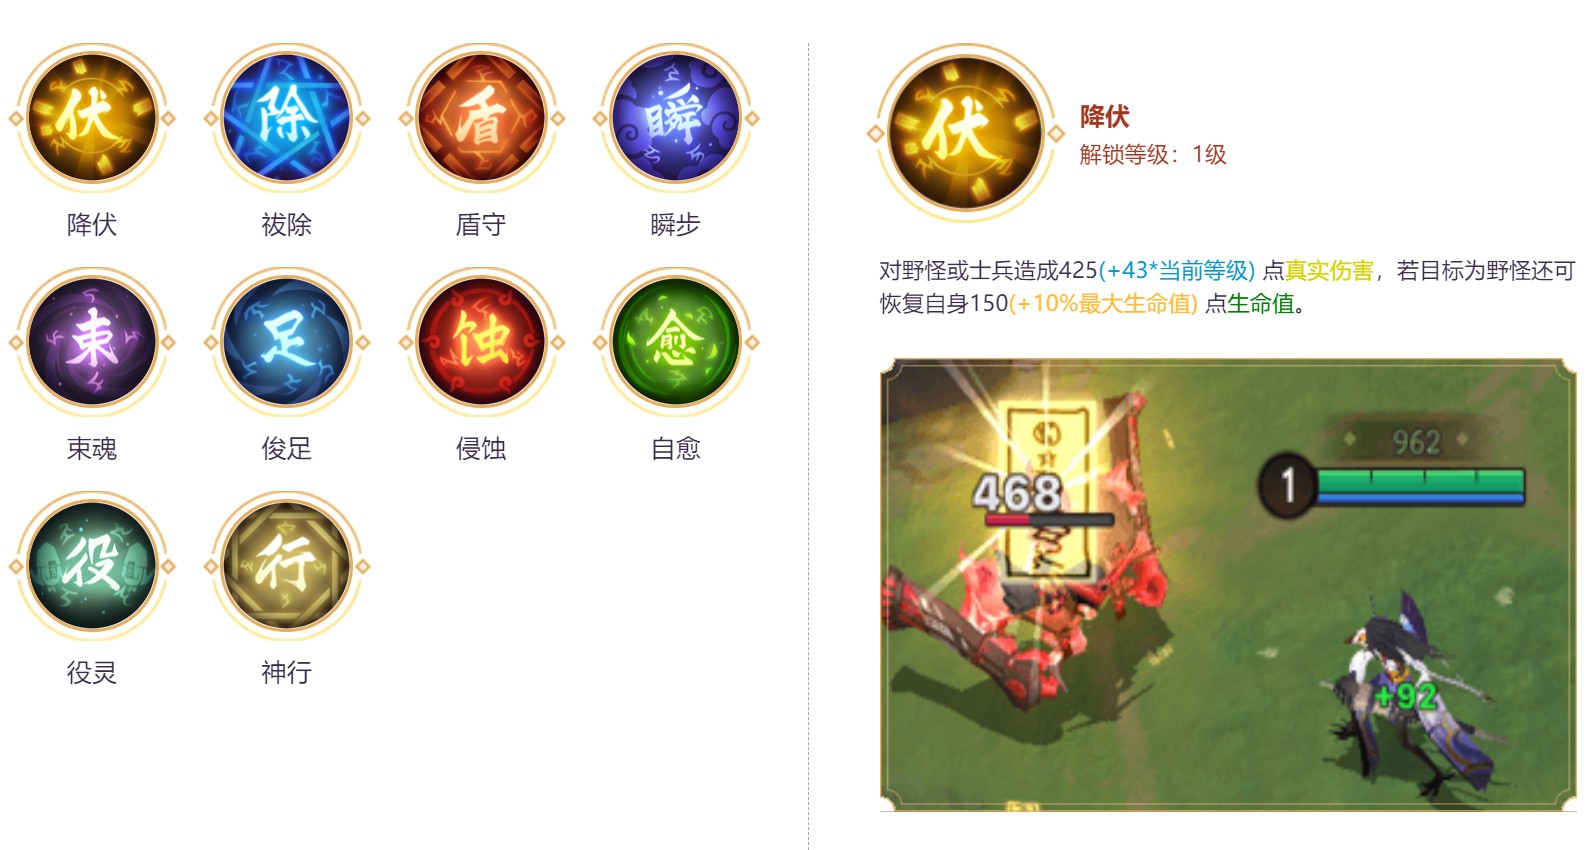 伏 除 盾 瞬
降伏 祓除 盾守 瞬步
束 足 蚀 愈
束魂 俊足 侵蚀 自愈
役 行
役灵 神行
伏
降伏
解锁等级：1级
对野怪或士兵造成425(+43*当前等级) 点真实伤害，若目标为野怪还可
恢复自身150(+10%最大生命值) 点生命值。
962
1
468
+92